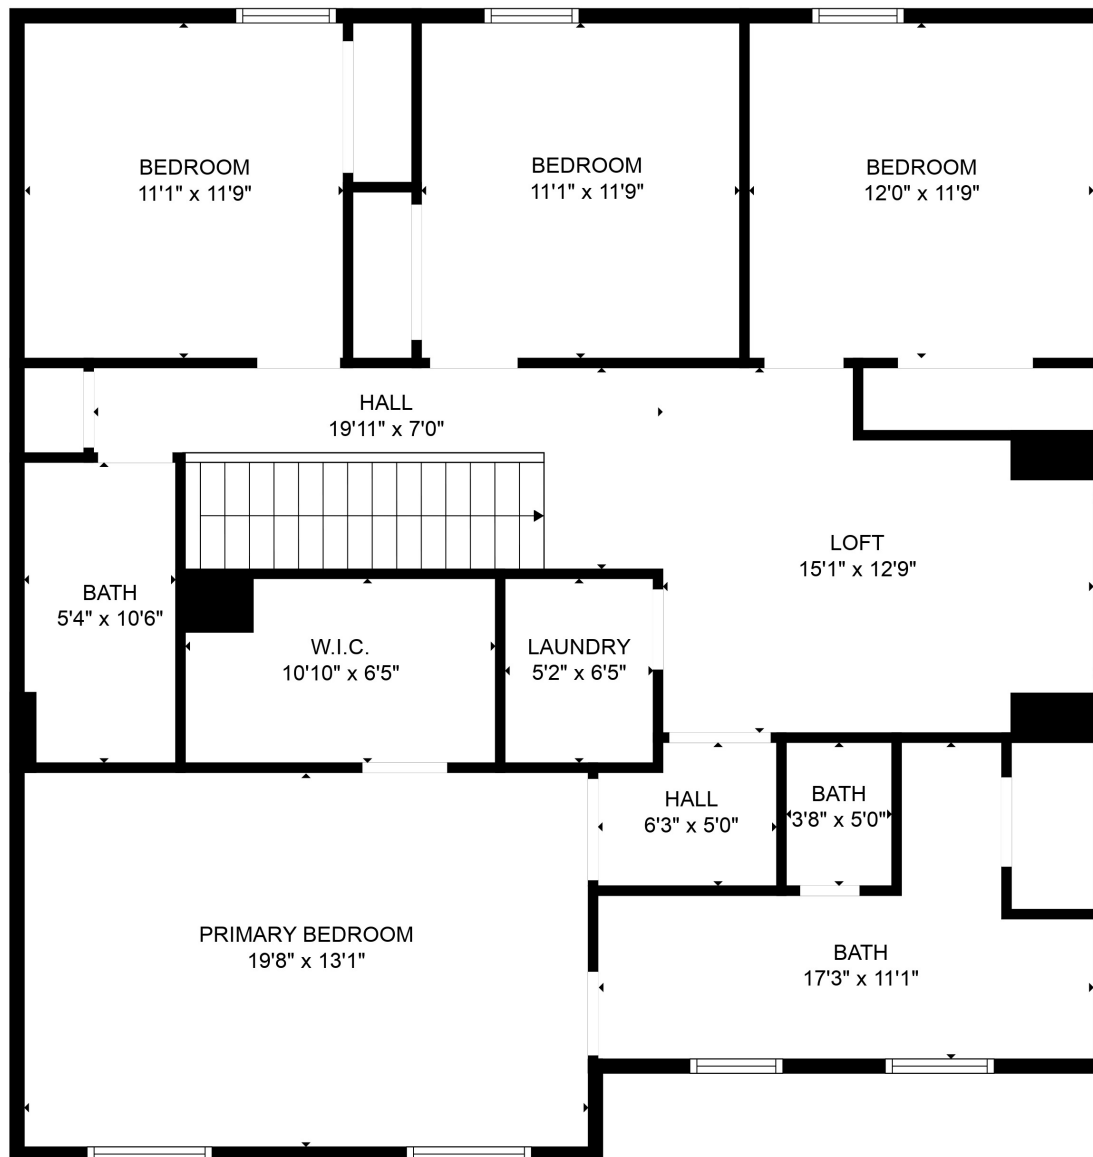 BEDROOM
11'1" x 11'9"
BEDROOM
11'1" x 11'9"
BEDROOM
12'0" x 11'9"
HALL
19'11" x 7'0"
LOFT
15'1" x 12'9"
BATH
5'4" x 10'6"
W.I.C.
10'10" x 6'5"
LAUNDRY
5'2" x 6'5"
HALL
6'3" x 5'0"
BATH
3'8" x 5'0"
PRIMARY BEDROOM
19'8" x 13'1"
BATH
17'3" x 11'1"